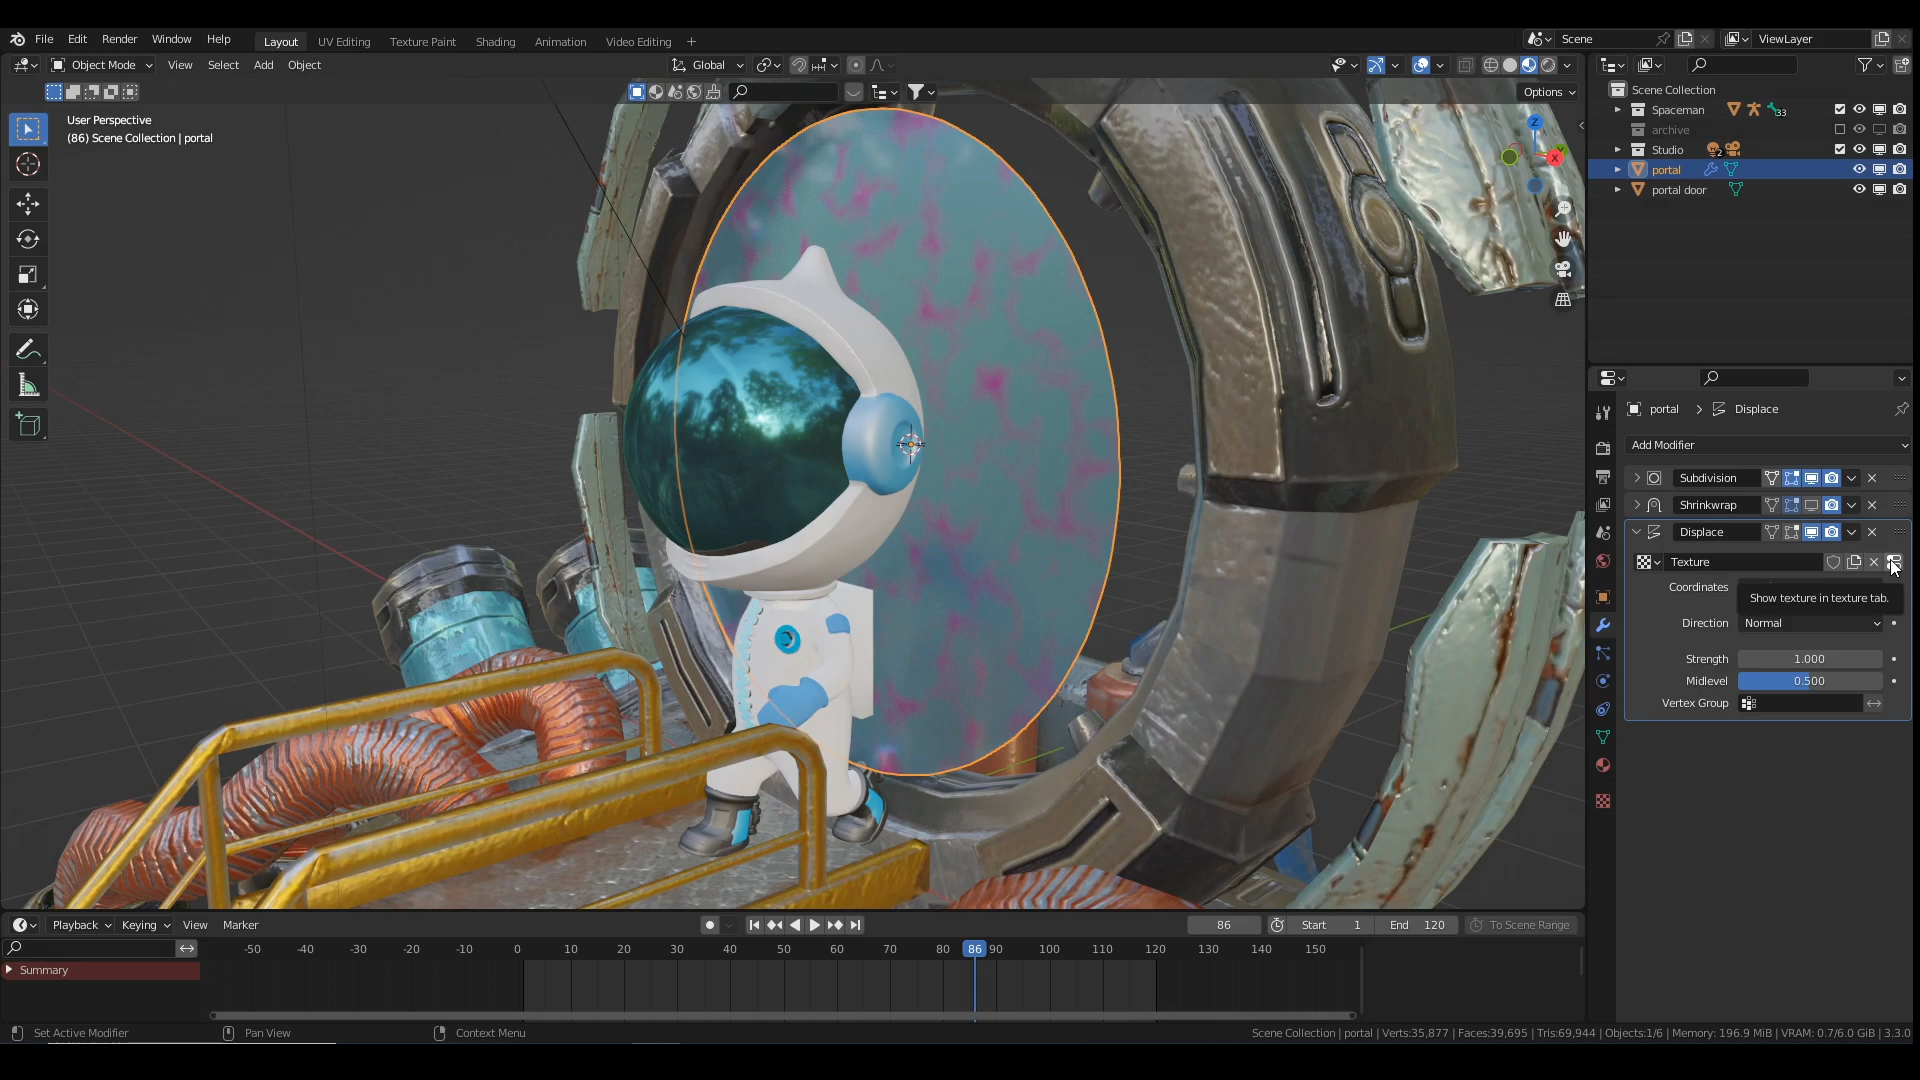 File Edit Render Window Help Layout UV Editing Texture Paint Shading Animation Video Editing Scene ViewLayer
Object Mode View Select Add Object Global
Options
User Perspective
(86) Scene Collection | portal
Z
X
Scene Collection
Spaceman 33
archive
Studio 2
portal
portal door
portal > Displace
Add Modifier
Subdivision
Shrinkwrap
Displace
Texture
Coordinates
Show texture in texture tab.
Direction Normal
Strength 1.000
Midlevel 0.500
Vertex Group
Playback Keying View Marker 86 Start 1 End 120 To Scene Range
-50 -40 -30 -20 -10 0 10 20 30 40 50 60 70 80 86 90 100 110 120 130 140 150
Summary
Set Active Modifier Pan View Context Menu Scene Collection | portal | Verts:35,877 | Faces:39,695 | Tris:69,944 | Objects:1/6 | Memory: 196.9 MiB | VRAM: 0.7/6.0 GiB | 3.3.0